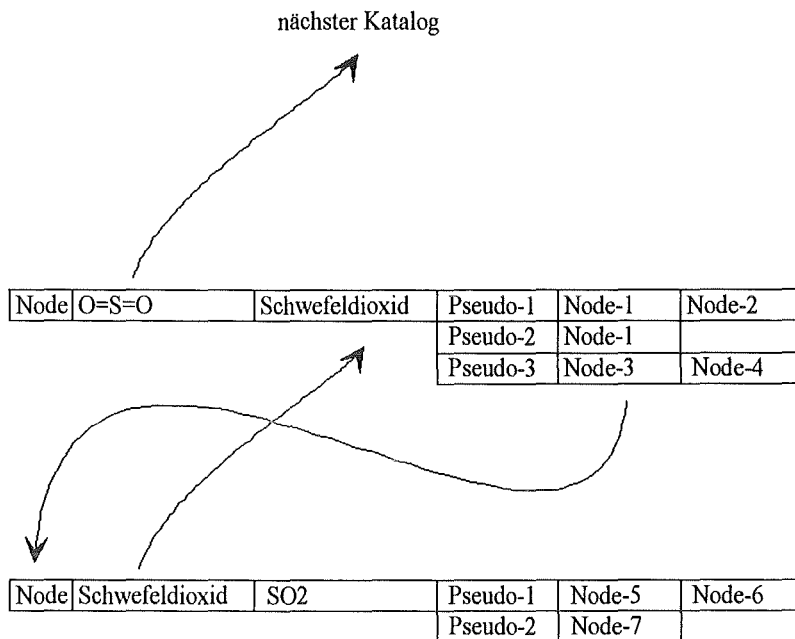 nächster Katalog
Node O=S=O Schwefeldioxid Pseudo-1 Node-1 Node-2
Pseudo-2 Node-1
Pseudo-3 Node-3 Node-4
Node Schwefeldioxid SO2 Pseudo-1 Node-5 Node-6
Pseudo-2 Node-7